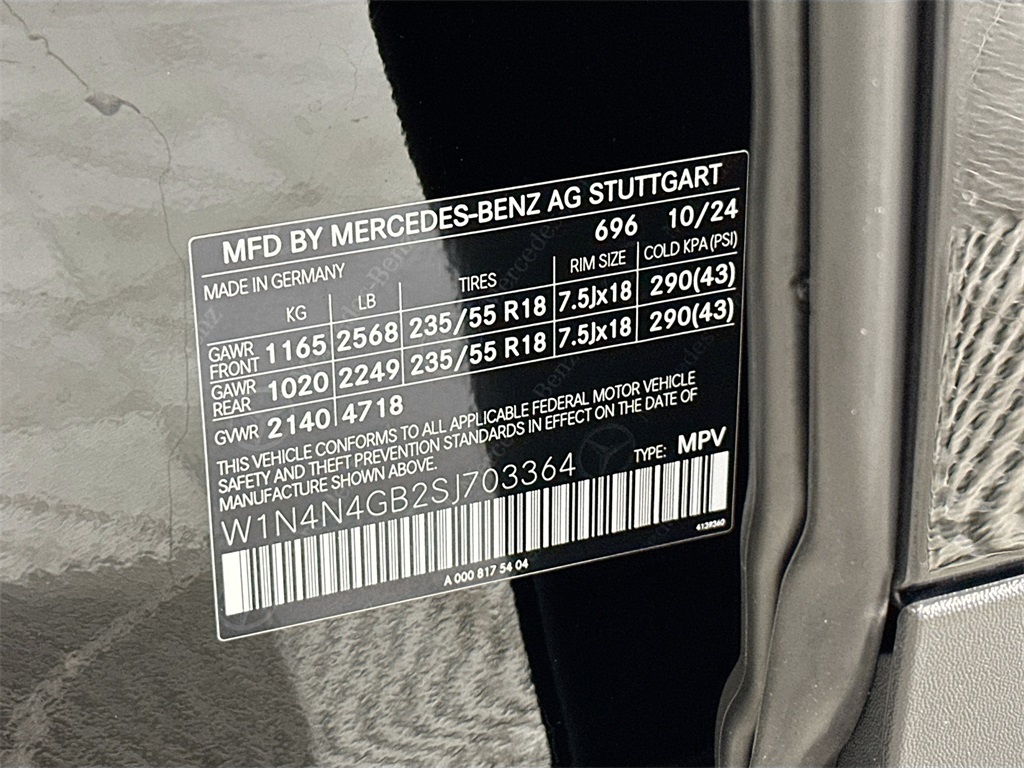 MFD BY MERCEDES-BENZ AG STUTTGART
MADE IN GERMANY 696 10/24
KG LB TIRES RIM SIZE COLD KPA (PSI)
GAWR FRONT 1165 2568 235/55 R18 7.5Jx18 290(43)
GAWR REAR 1020 2249 235/55 R18 7.5Jx18 290(43)
GVWR 2140 4718
THIS VEHICLE CONFORMS TO ALL APPLICABLE FEDERAL MOTOR VEHICLE
SAFETY AND THEFT PREVENTION STANDARDS IN EFFECT ON THE DATE OF
MANUFACTURE SHOWN ABOVE.
W1N4N4GB2SJ703364 TYPE: MPV
A 000 817 54 04 4139360